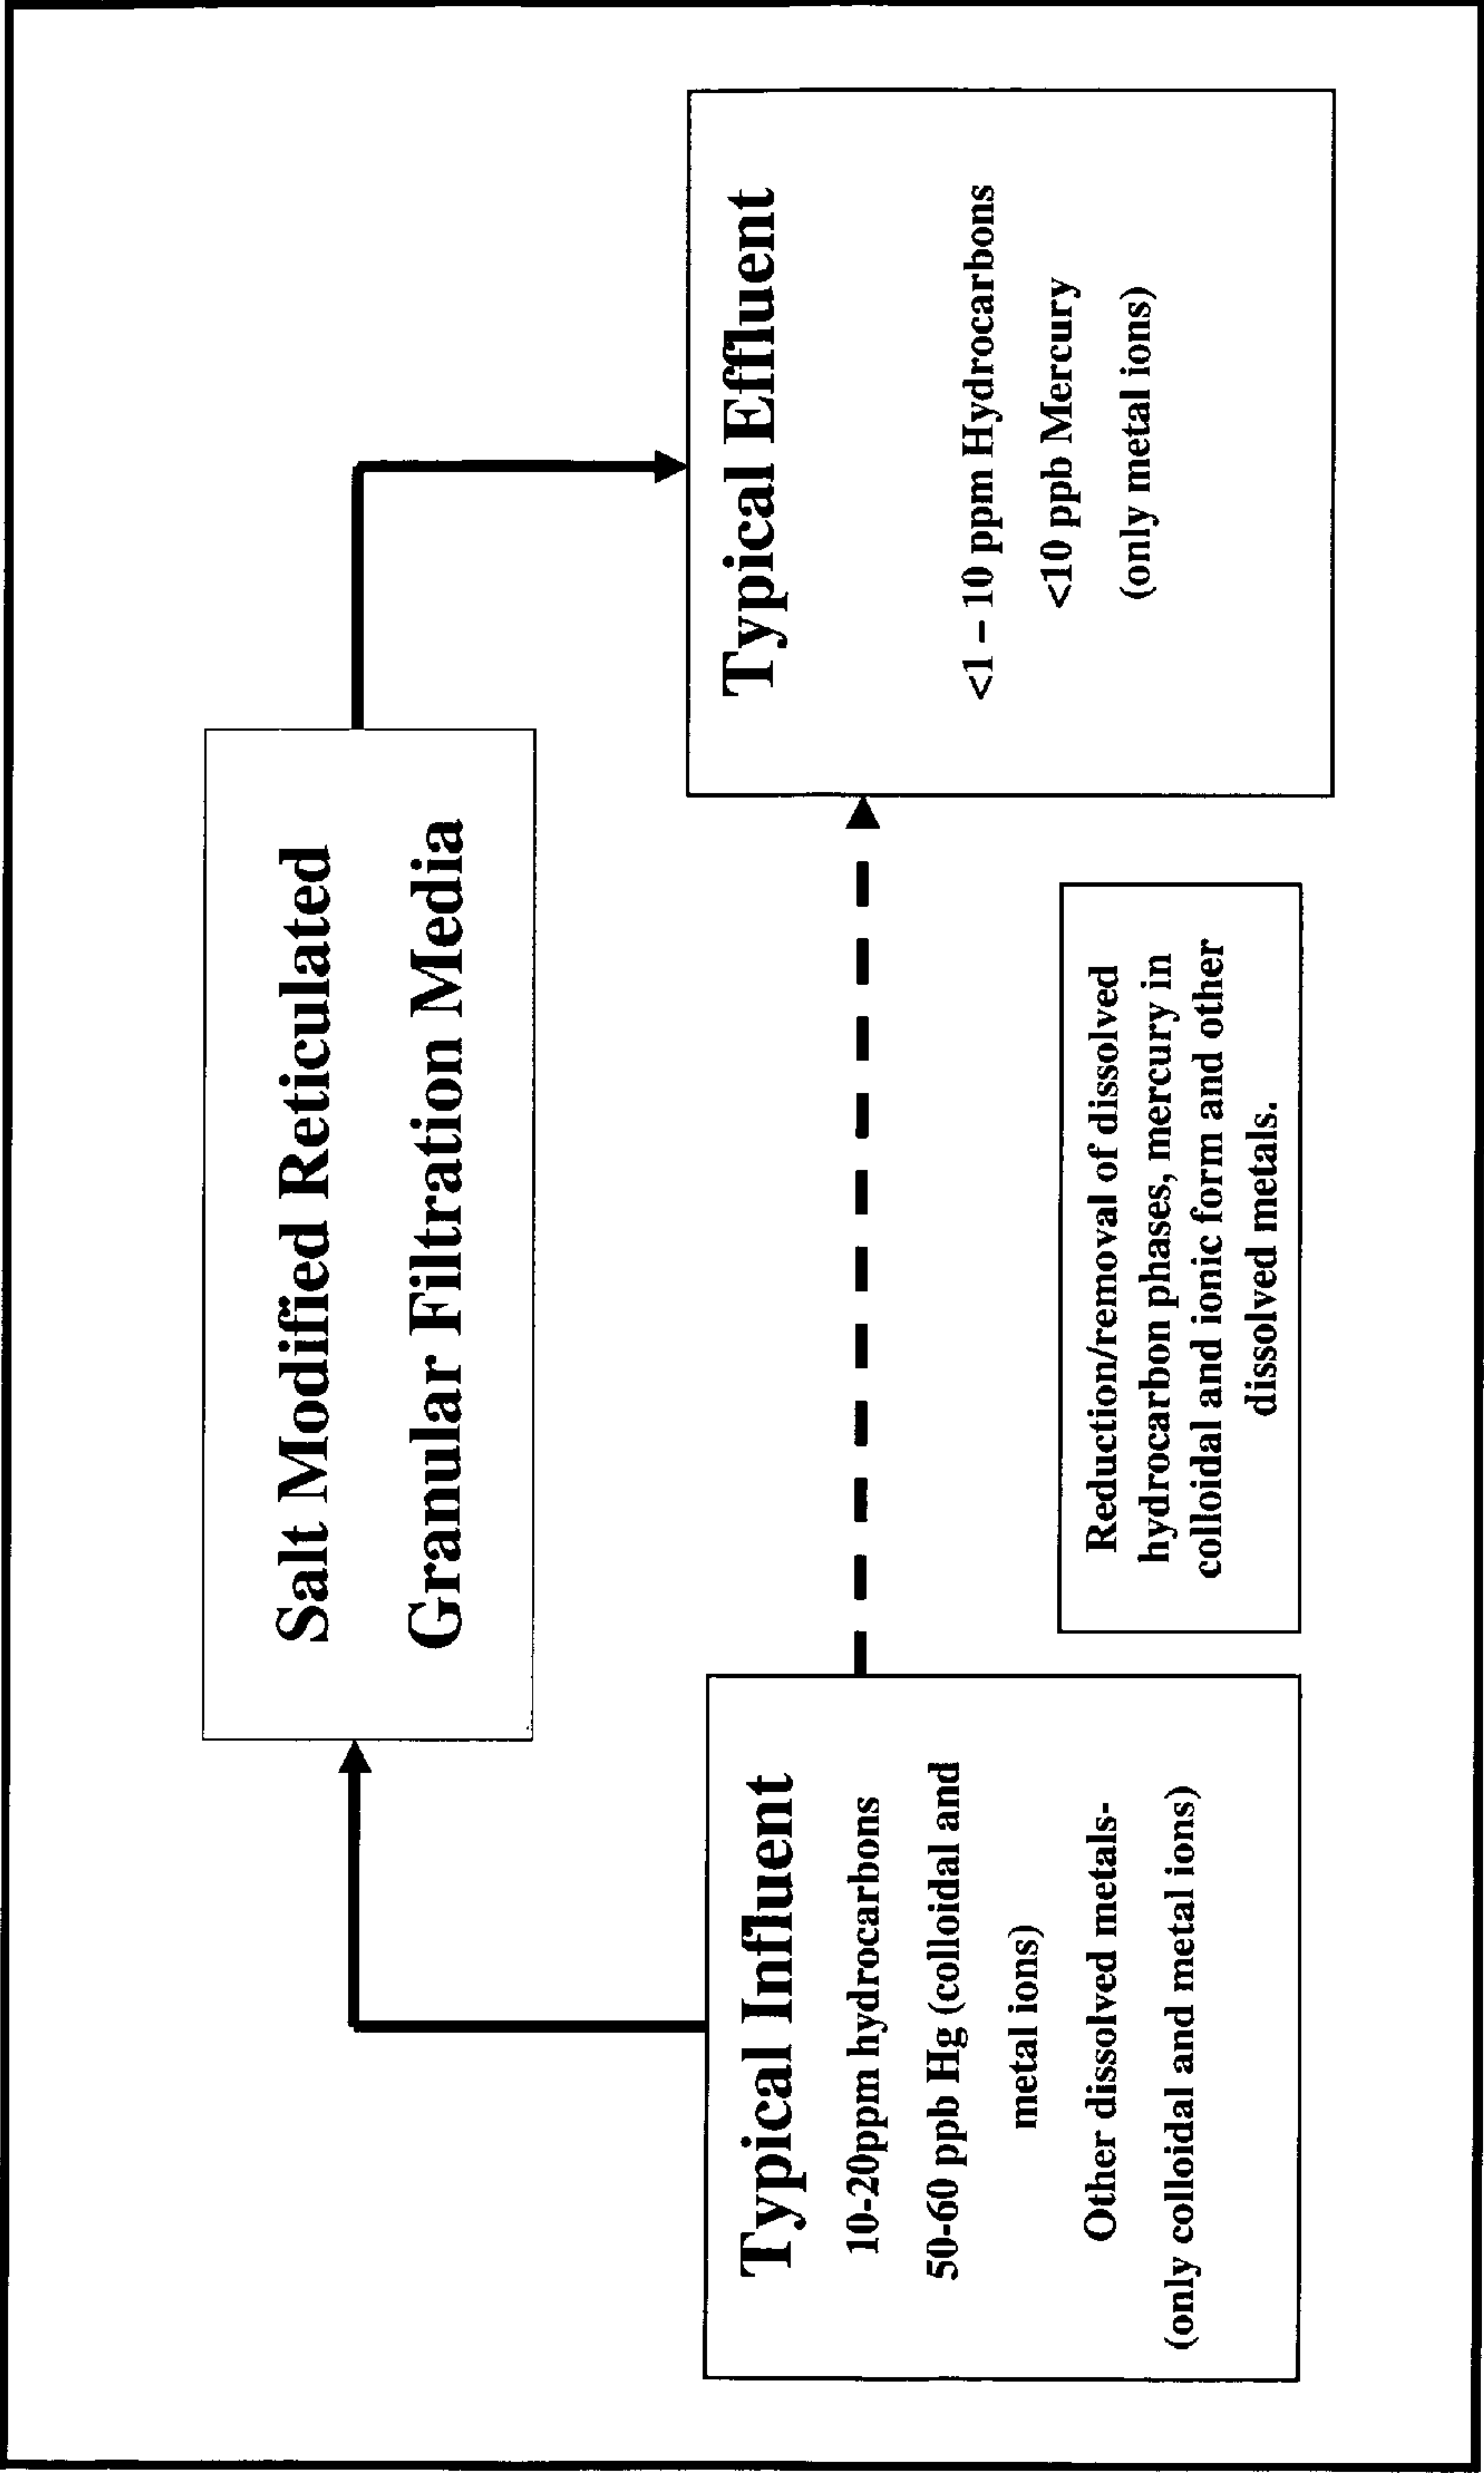 Salt Modified Reticulated
Granular Filtration Media
Typical Influent
10-20ppm hydrocarbons
50-60 ppb Hg (colloidal and
metal ions)
Other dissolved metals-
(only colloidal and metal ions)
Reduction/removal of dissolved
hydrocarbon phases, mercury in
colloidal and ionic form and other
dissolved metals.
Typical Effluent
<1 – 10 ppm Hydrocarbons
<10 ppb Mercury
(only metal ions)